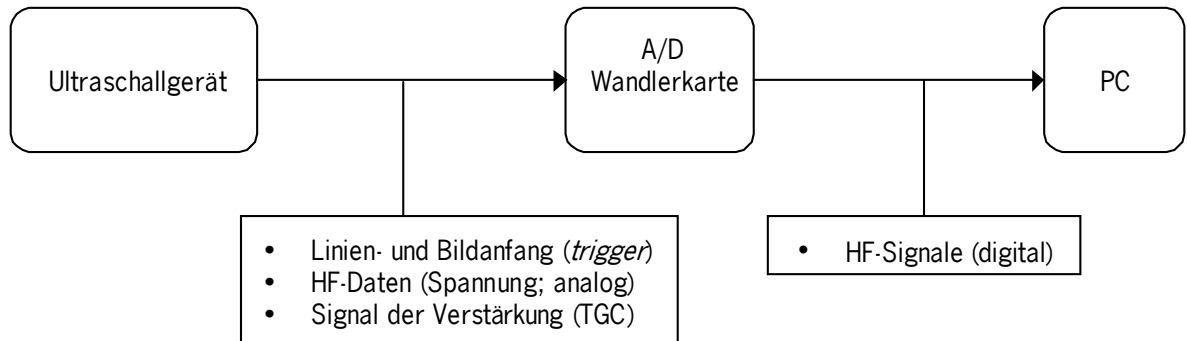 Ultraschallgerät
A/D
Wandlerkarte
PC
• Linien- und Bildanfang (trigger)
• HF-Daten (Spannung; analog)
• Signal der Verstärkung (TGC)
• HF-Signale (digital)